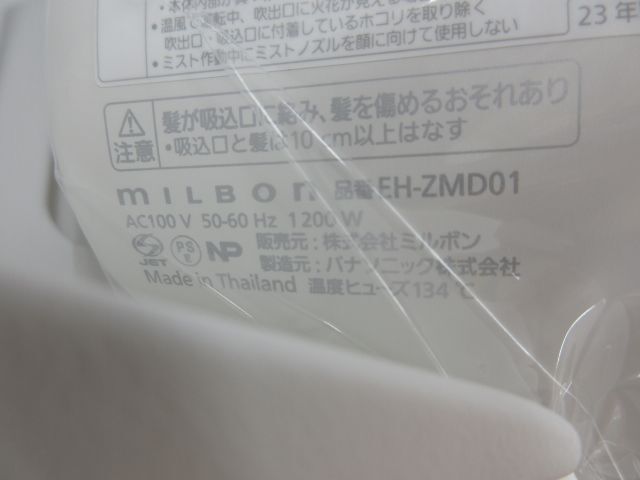 ・温風で運転中、吹出口に火花が見える
吹出口、吸込口に付着しているホコリを取り除く
・ミスト作動中にミストノズルを顔に向けて使用しない
23年
注意
髪が吸込口に絡み、髪を傷めるおそれあり
・吸込口と髪は10cm以上はなす
MILBON 品番 EH-ZMD01
AC100 V 50-60 Hz 1200 W
JET PSE NP 販売元：株式会社ミルボン
製造元：パナソニック株式会社
Made in Thailand 温度ヒューズ134℃